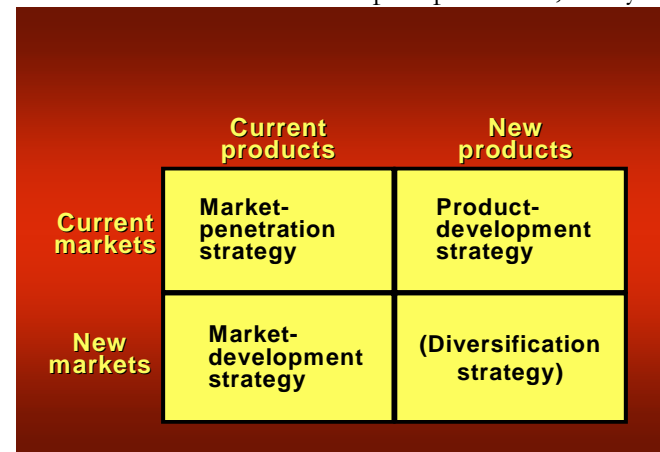 Current
products
New
products
Current
markets
Market-
penetration
strategy
Product-
development
strategy
New
markets
Market-
development
strategy
(Diversification
strategy)